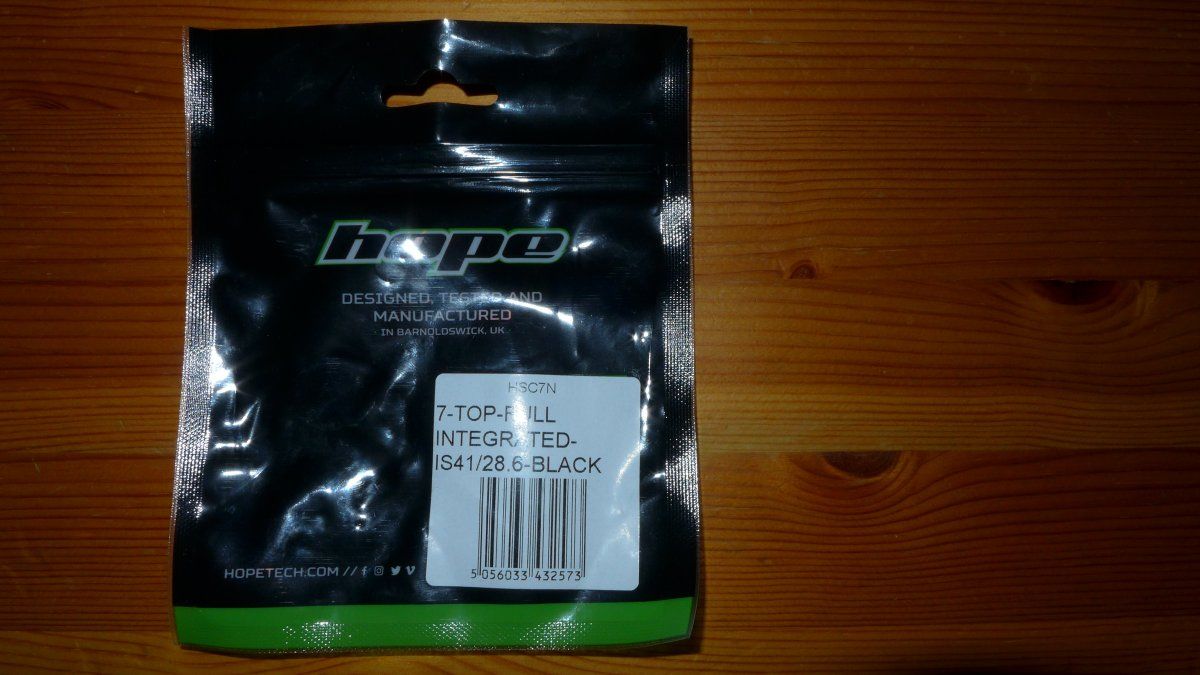 hope
DESIGNED, TESTED AND
MANUFACTURED
IN BARNOLDSWICK, UK
HSC7N
7-TOP-FULL
INTEGRATED-
IS41/28.6-BLACK
5 056033 432573
HOPETECH.COM //